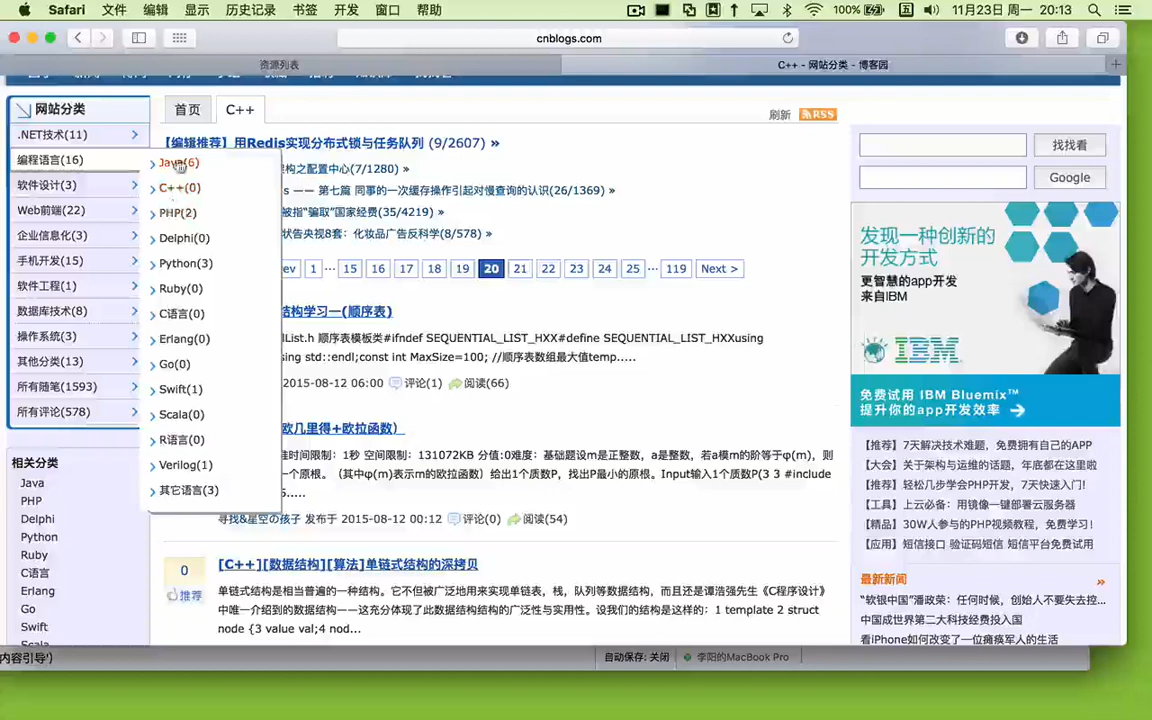 Safari 文件 编辑 显示 历史记录 书签 开发 窗口 帮助 100% 五 11月23日 周一 20:13
cnblogs.com
资源列表 C++ - 网站分类 - 博客园
网站分类
.NET技术(11)
编程语言(16)
软件设计(3)
Web前端(22)
企业信息化(3)
手机开发(15)
软件工程(1)
数据库技术(8)
操作系统(3)
其他分类(13)
所有随笔(1593)
所有评论(578)
相关分类
Java
PHP
Delphi
Python
Ruby
C语言
Erlang
Go
Swift
Scala
Java(6)
C++(0)
PHP(2)
Delphi(0)
Python(3)
Ruby(0)
C语言(0)
Erlang(0)
Go(0)
Swift(1)
Scala(0)
R语言(0)
Verilog(1)
其它语言(3)
首页 C++
刷新 RSS
【编辑推荐】用Redis实现分布式锁与任务队列 (9/2607) »
架构之配置中心(7/1280) »
s —— 第七篇 同事的一次缓存操作引起对慢查询的认识(26/1369) »
被指“骗取”国家经费(35/4219) »
状告央视8套：化妆品广告反科学(8/578) »
ev 1 ··· 15 16 17 18 19 20 21 22 23 24 25 ··· 119 Next >
结构学习一(顺序表)
lList.h 顺序表模板类#ifndef SEQUENTIAL_LIST_HXX#define SEQUENTIAL_LIST_HXXusing
ing std::endl;const int MaxSize=100; //顺序表数组最大值temp.....
2015-08-12 06:00 评论(1) 阅读(66)
欧几里得+欧拉函数）
准时间限制：1秒 空间限制：131072KB 分值:0难度：基础题设m是正整数，a是整数，若a模m的阶等于φ(m)，则
一个原根。（其中φ(m)表示m的欧拉函数）给出1个质数P，找出P最小的原根。Input输入1个质数P(3 3 #include
5.....
寻找&星空の孩子 发布于 2015-08-12 00:12 评论(0) 阅读(54)
0
推荐
[C++][数据结构][算法]单链式结构的深拷贝
单链式结构是相当普遍的一种结构。它不但被广泛地用来实现单链表，栈，队列等数据结构，而且还是谭浩强先生《C程序设计》
中唯一介绍到的数据结构——这充分体现了此数据结构结构的广泛性与实用性。设我们的结构是这样的：1 template 2 struct
node {3 value val;4 nod...
找找看
Google
发现一种创新的
开发方式
更智慧的app开发
来自IBM
IBM
免费试用 IBM Bluemix™
提升你的app开发效率
【推荐】7天解决技术难题，免费拥有自己的APP
【大会】关于架构与运维的话题，年底都在这里啦
【推荐】轻松几步学会PHP开发，7天快速入门！
【工具】上云必备：用镜像一键部署云服务器
【精品】30W人参与的PHP视频教程，免费学习！
【应用】短信接口 验证码短信 短信平台免费试用
最新新闻 »
“软银中国”潘政荣：任何时候，创始人不要失去控...
中国成世界第二大科技经费投入国
看iPhone如何改变了一位瘫痪军人的生活
内容引导') 自动保存: 关闭 李阳的MacBook Pro